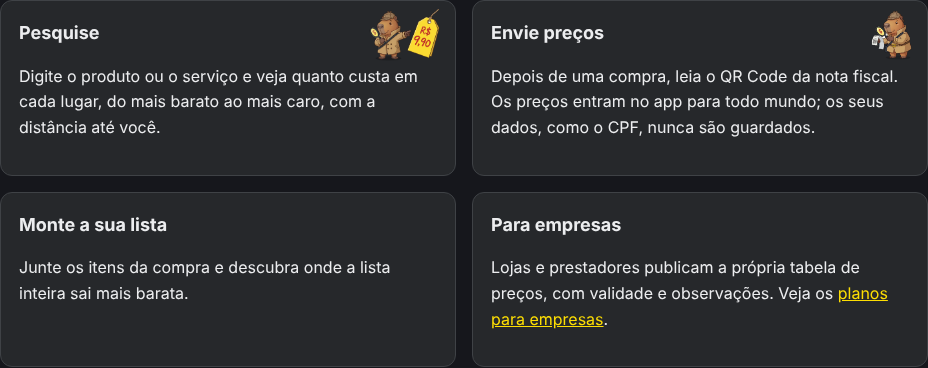 Pesquise
R$
9,90
Digite o produto ou o serviço e veja quanto custa em
cada lugar, do mais barato ao mais caro, com a
distância até você.
Envie preços
Depois de uma compra, leia o QR Code da nota fiscal.
Os preços entram no app para todo mundo; os seus
dados, como o CPF, nunca são guardados.
Monte a sua lista
Junte os itens da compra e descubra onde a lista
inteira sai mais barata.
Para empresas
Lojas e prestadores publicam a própria tabela de
preços, com validade e observações. Veja os planos
para empresas.